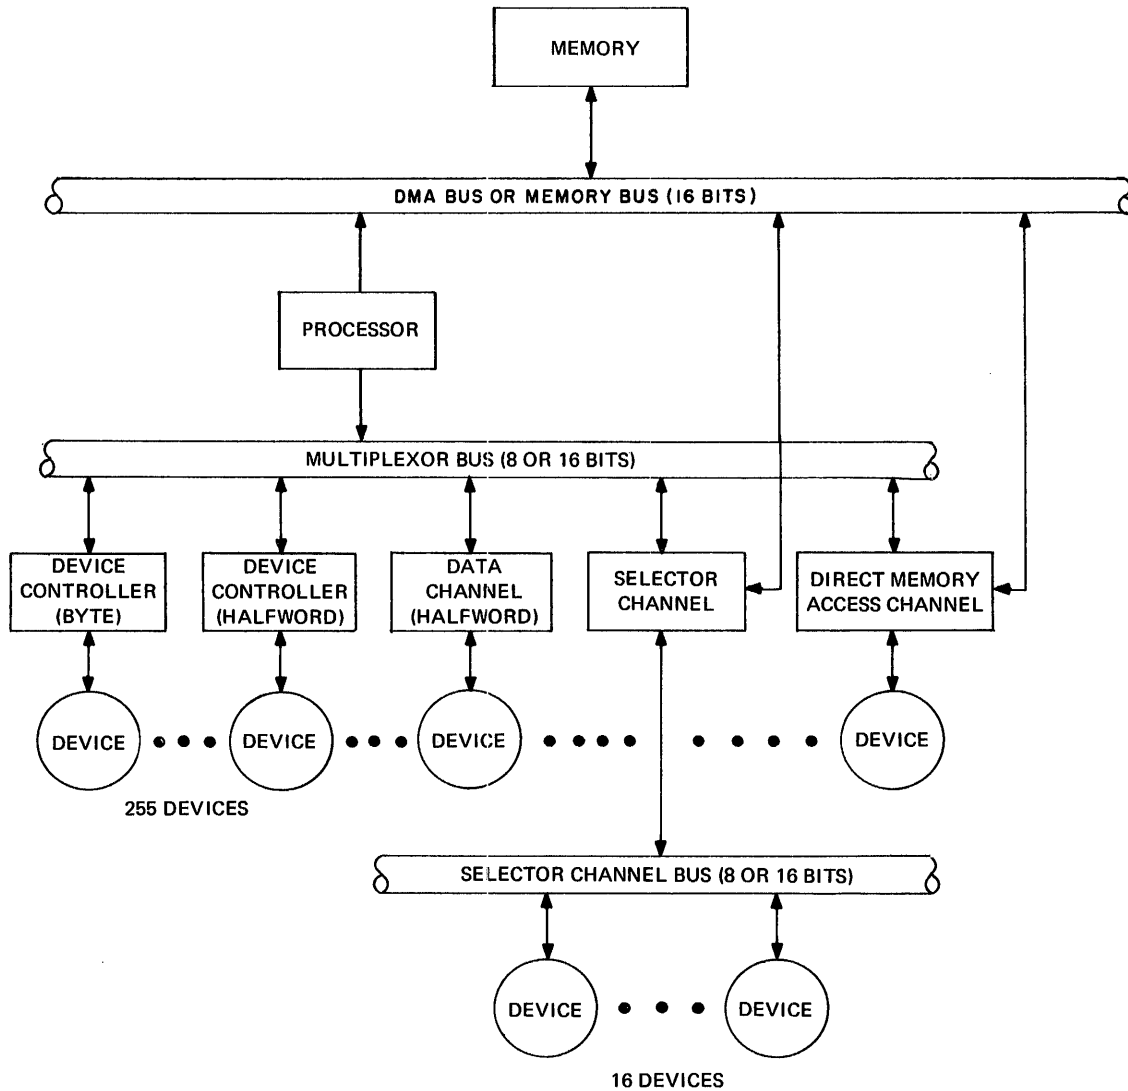 MEMORY
DMA BUS OR MEMORY BUS (16 BITS)
PROCESSOR
MULTIPLEXOR BUS (8 OR 16 BITS)
DEVICE
CONTROLLER
(BYTE)
DEVICE
CONTROLLER
(HALFWORD)
DATA
CHANNEL
(HALFWORD)
SELECTOR
CHANNEL
DIRECT MEMORY
ACCESS CHANNEL
DEVICE
DEVICE
DEVICE
DEVICE
255 DEVICES
SELECTOR CHANNEL BUS (8 OR 16 BITS)
DEVICE
DEVICE
16 DEVICES